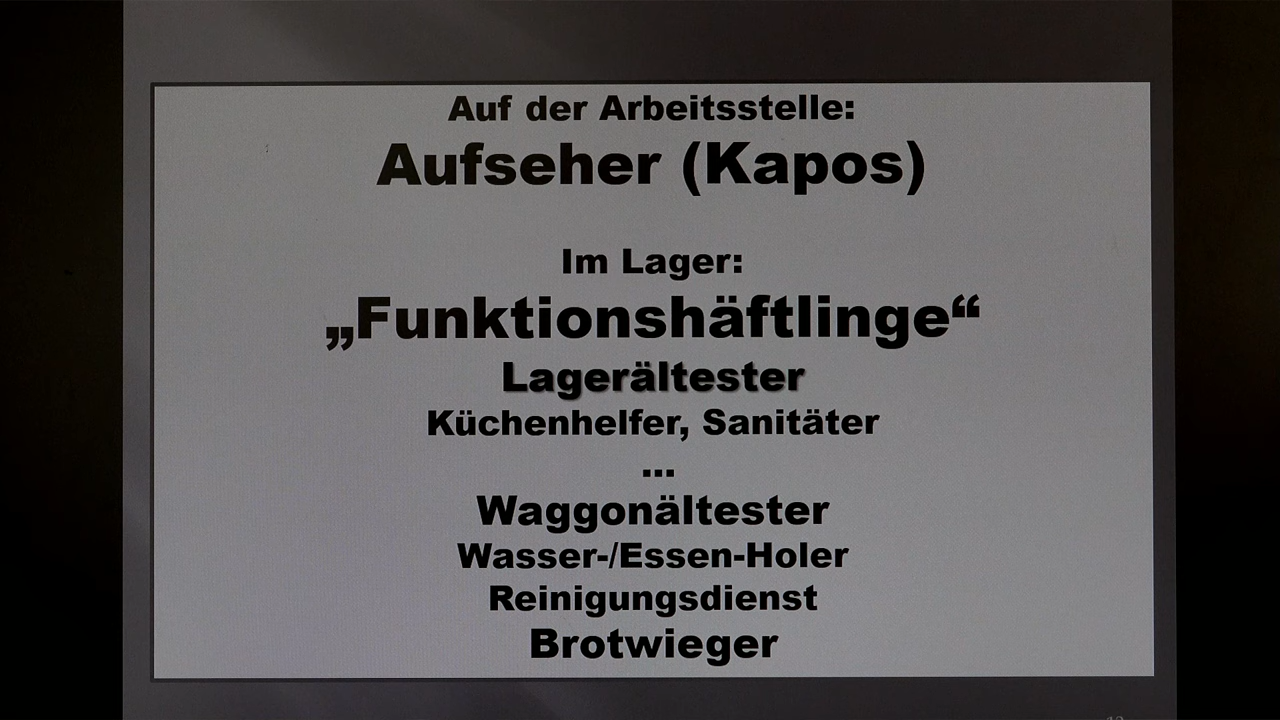 Auf der Arbeitsstelle:
Aufseher (Kapos)
Im Lager:
„Funktionshäftlinge“
Lagerältester
Küchenhelfer, Sanitäter
...
Waggonältester
Wasser-/Essen-Holer
Reinigungsdienst
Brotwieger